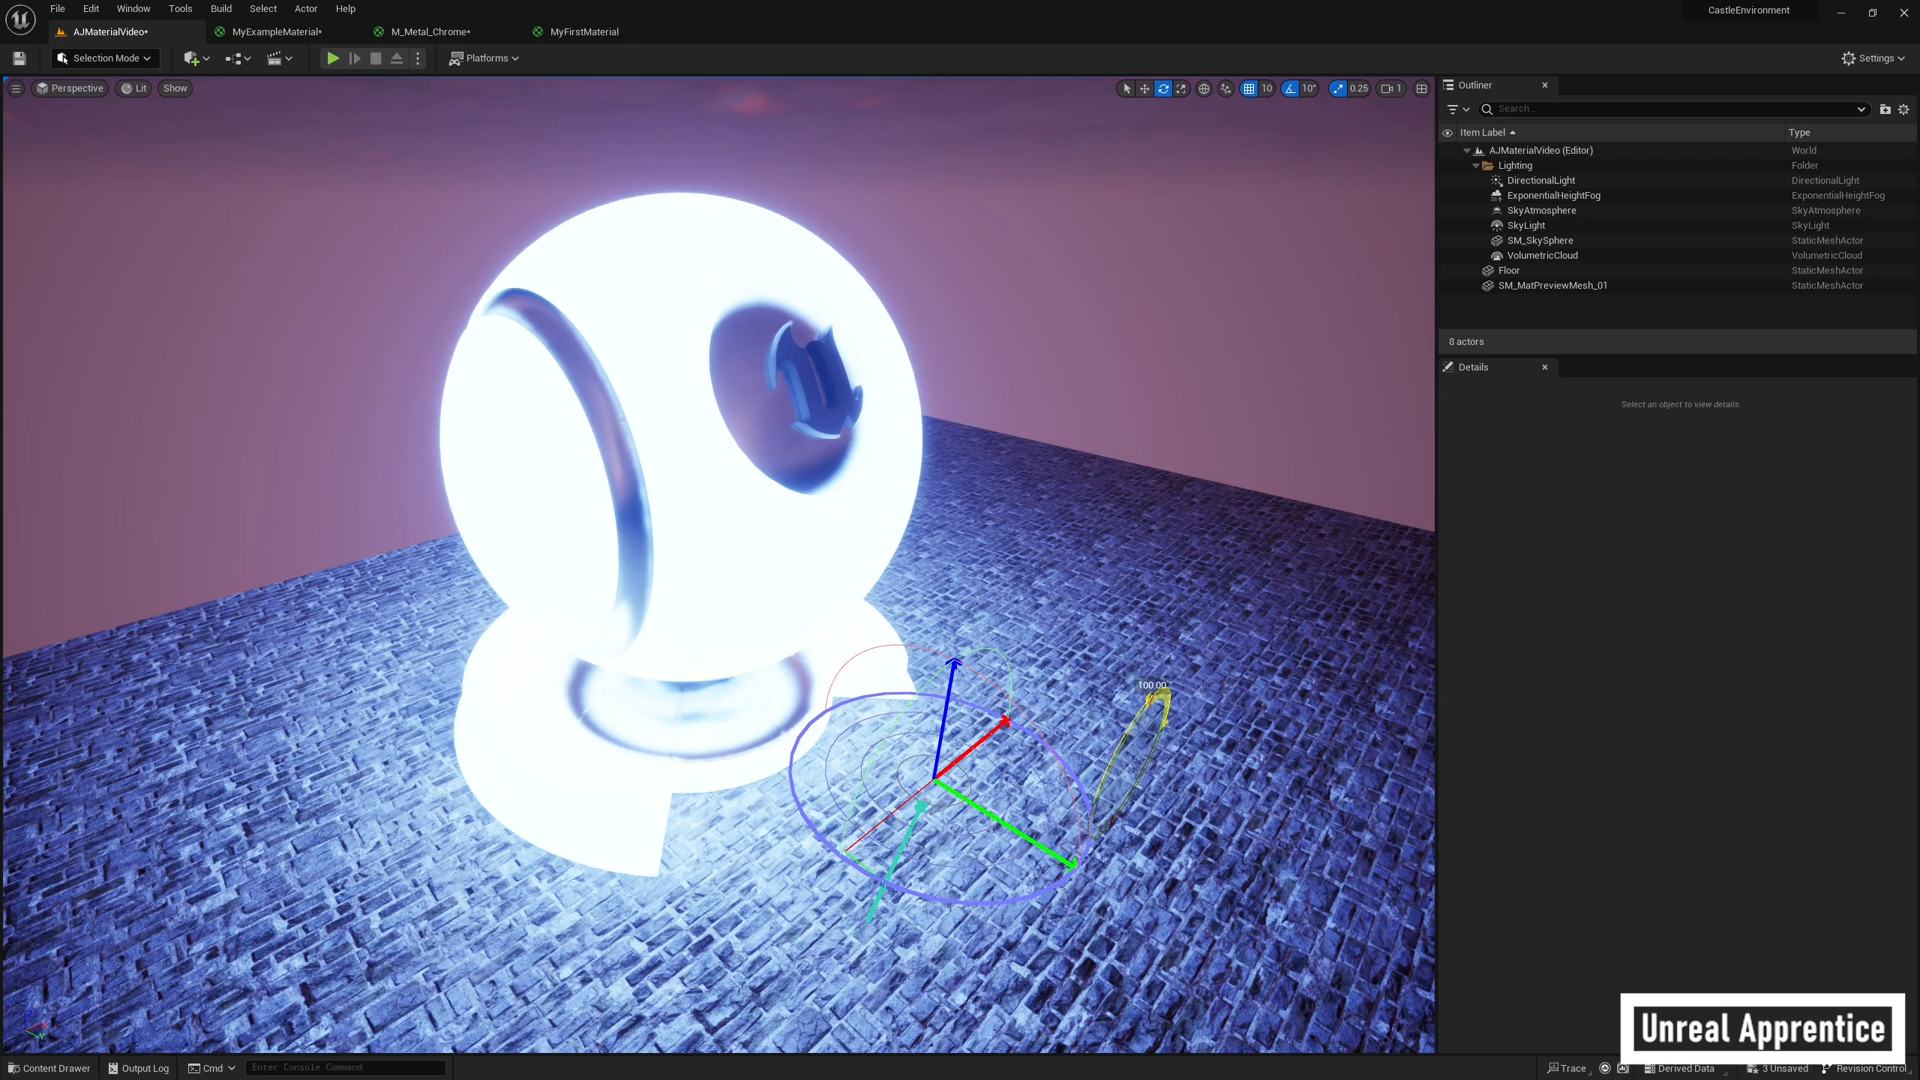 File Edit Window Tools Build Select Actor Help
CastleEnvironment
AJMaterialVideo*
MyExampleMaterial*
M_Metal_Chrome*
MyFirstMaterial
Selection Mode
Platforms
Settings
Perspective
Lit
Show
10
10°
0.25
1
Outliner
Search...
Item Label
Type
AJMaterialVideo (Editor) World
Lighting Folder
DirectionalLight DirectionalLight
ExponentialHeightFog ExponentialHeightFog
SkyAtmosphere SkyAtmosphere
SkyLight SkyLight
SM_SkySphere StaticMeshActor
VolumetricCloud VolumetricCloud
Floor StaticMeshActor
SM_MatPreviewMesh_01 StaticMeshActor
8 actors
Details
Select an object to view details.
100.00
Unreal Apprentice
Content Drawer
Output Log
Cmd
Enter Console Command
Trace
Derived Data
3 Unsaved
Revision Control